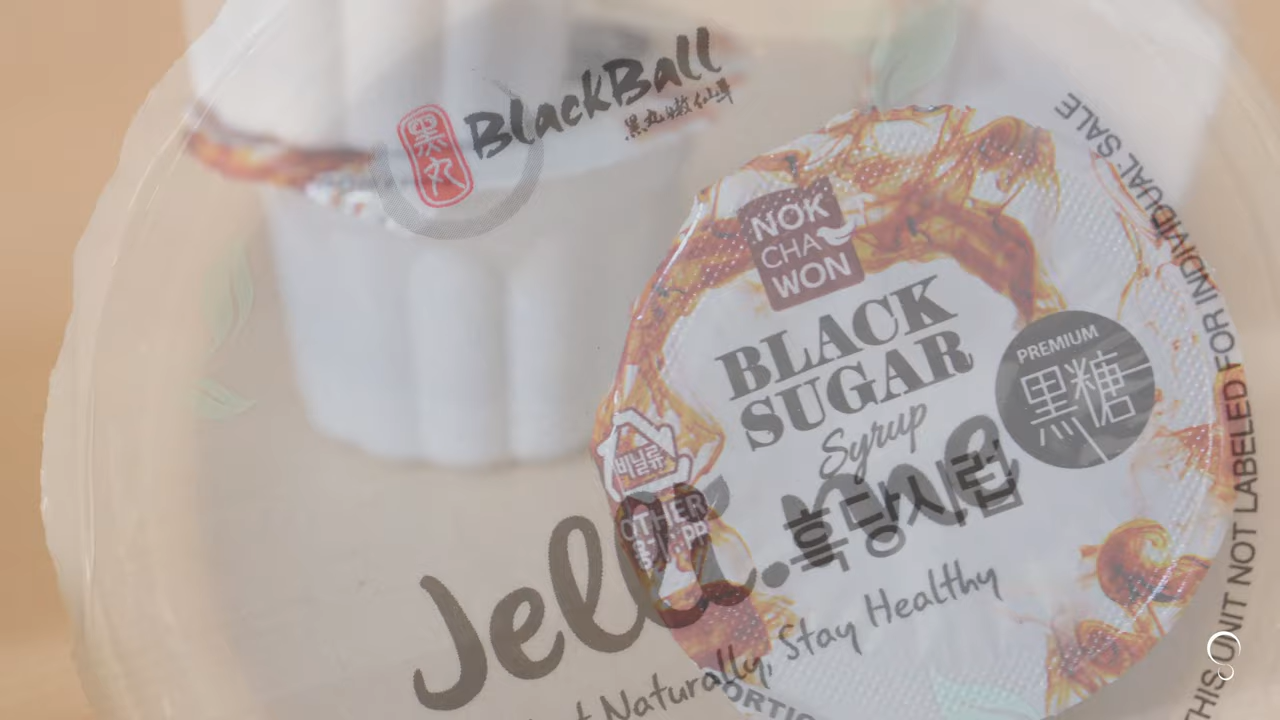 黑丸
BlackBall
黑丸嫩仙草
NOK
CHA
WON
BLACK
SUGAR
Syrup
흑당시럽
PREMIUM
黑糖
비닐류
OTHER
PP
Naturally, Stay Healthy
THIS UNIT NOT LABELED FOR INDIVIDUAL SALE